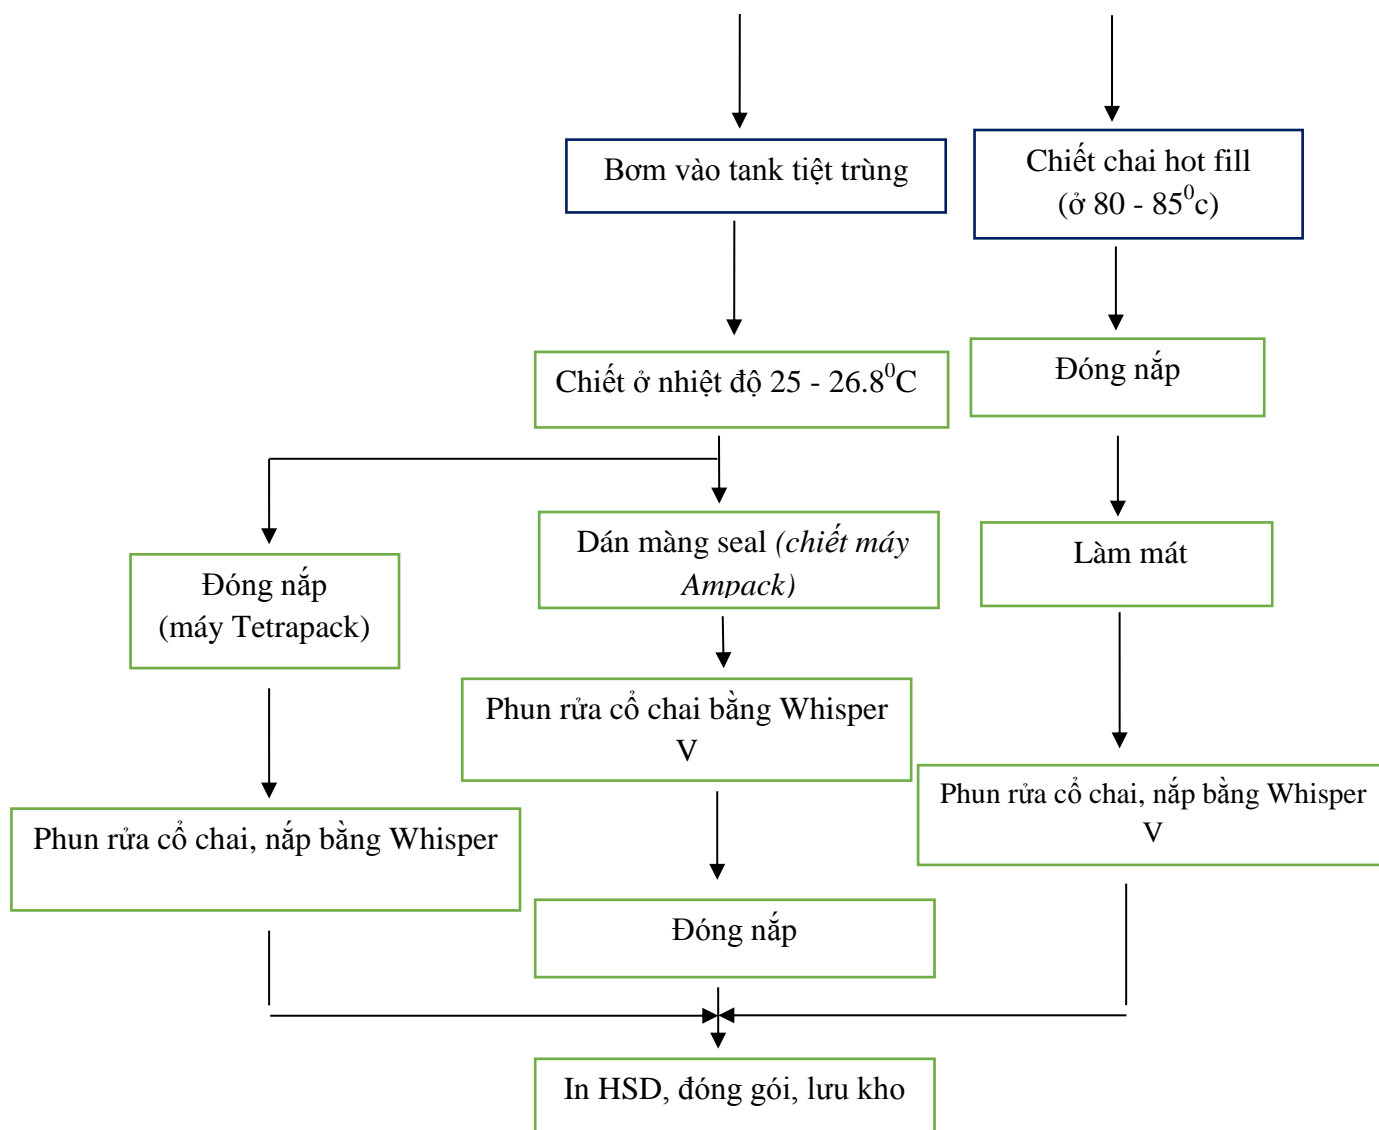 Bơm vào tank tiệt trùng
Chiết chai hot fill
(ở 80 - 85⁰c)
Chiết ở nhiệt độ 25 - 26.8⁰C
Đóng nắp
Đóng nắp
(máy Tetrapack)
Dán màng seal (chiết máy
Ampack)
Làm mát
Phun rửa cổ chai bằng Whisper
V
Phun rửa cổ chai, nắp bằng Whisper
Phun rửa cổ chai, nắp bằng Whisper
V
Đóng nắp
In HSD, đóng gói, lưu kho